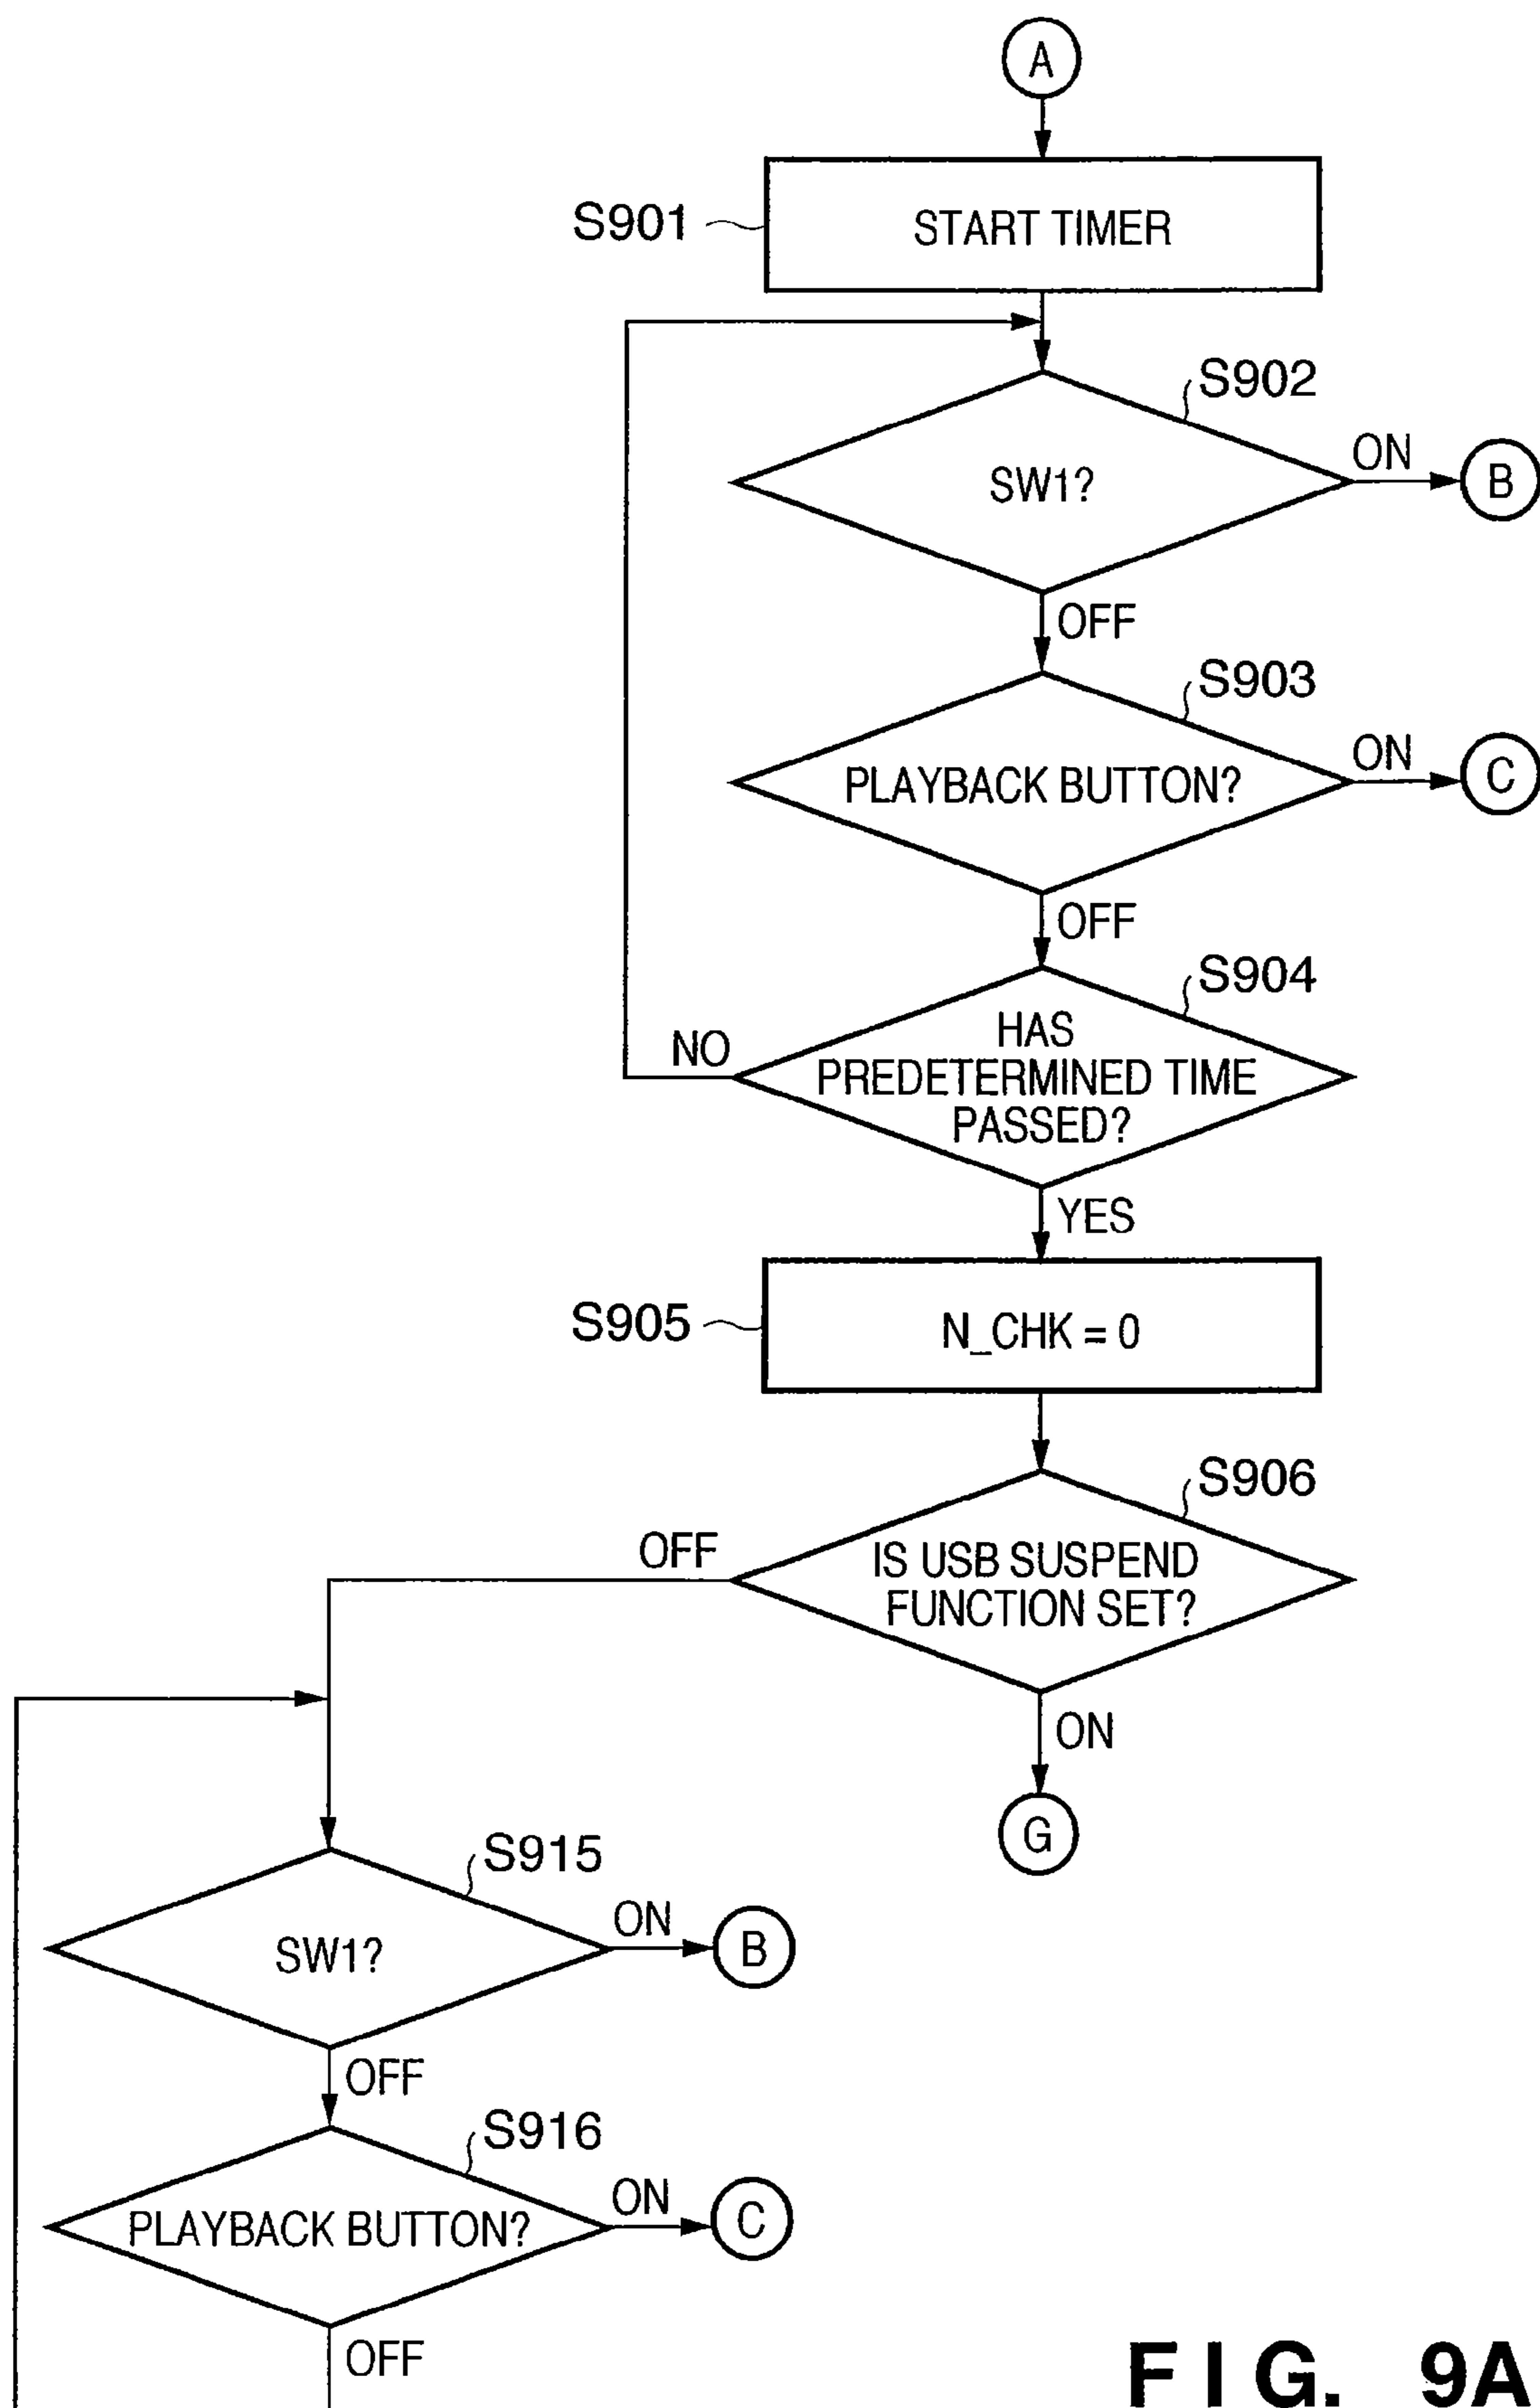 A
S901
START TIMER
S902
SW1?
ON
B
OFF
S903
PLAYBACK BUTTON?
ON
C
OFF
S904
HAS
PREDETERMINED TIME
PASSED?
NO
YES
S905
N_CHK = 0
S906
IS USB SUSPEND
FUNCTION SET?
OFF
ON
G
S915
SW1?
ON
B
OFF
S916
PLAYBACK BUTTON?
ON
C
OFF
FIG. 9A